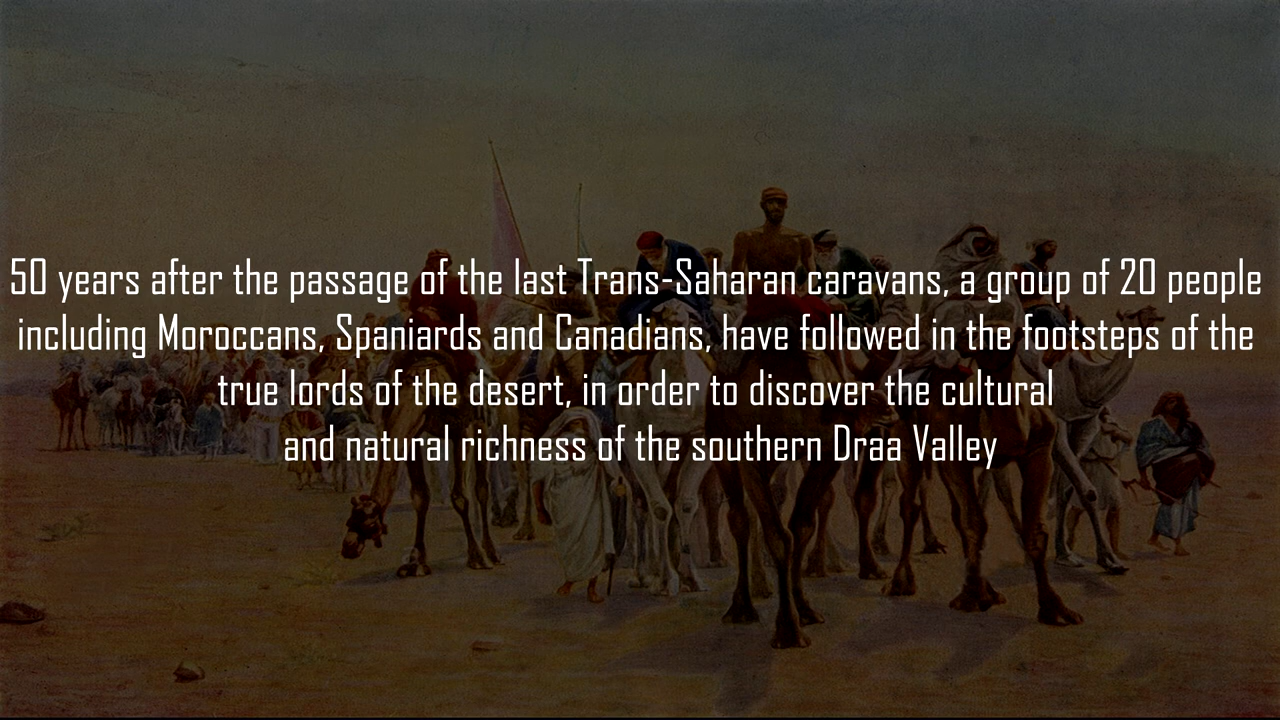 50 years after the passage of the last Trans-Saharan caravans, a group of 20 people
including Moroccans, Spaniards and Canadians, have followed in the footsteps of the
true lords of the desert, in order to discover the cultural
and natural richness of the southern Draa Valley